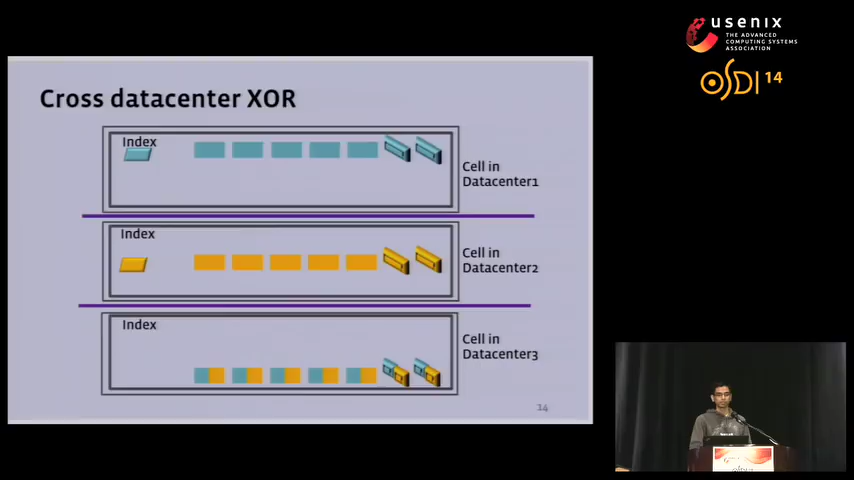 usenix
THE ADVANCED
COMPUTING SYSTEMS
ASSOCIATION
OSDI 14
Cross datacenter XOR
Index
Cell in
Datacenter1
Index
Cell in
Datacenter2
Index
Cell in
Datacenter3
14